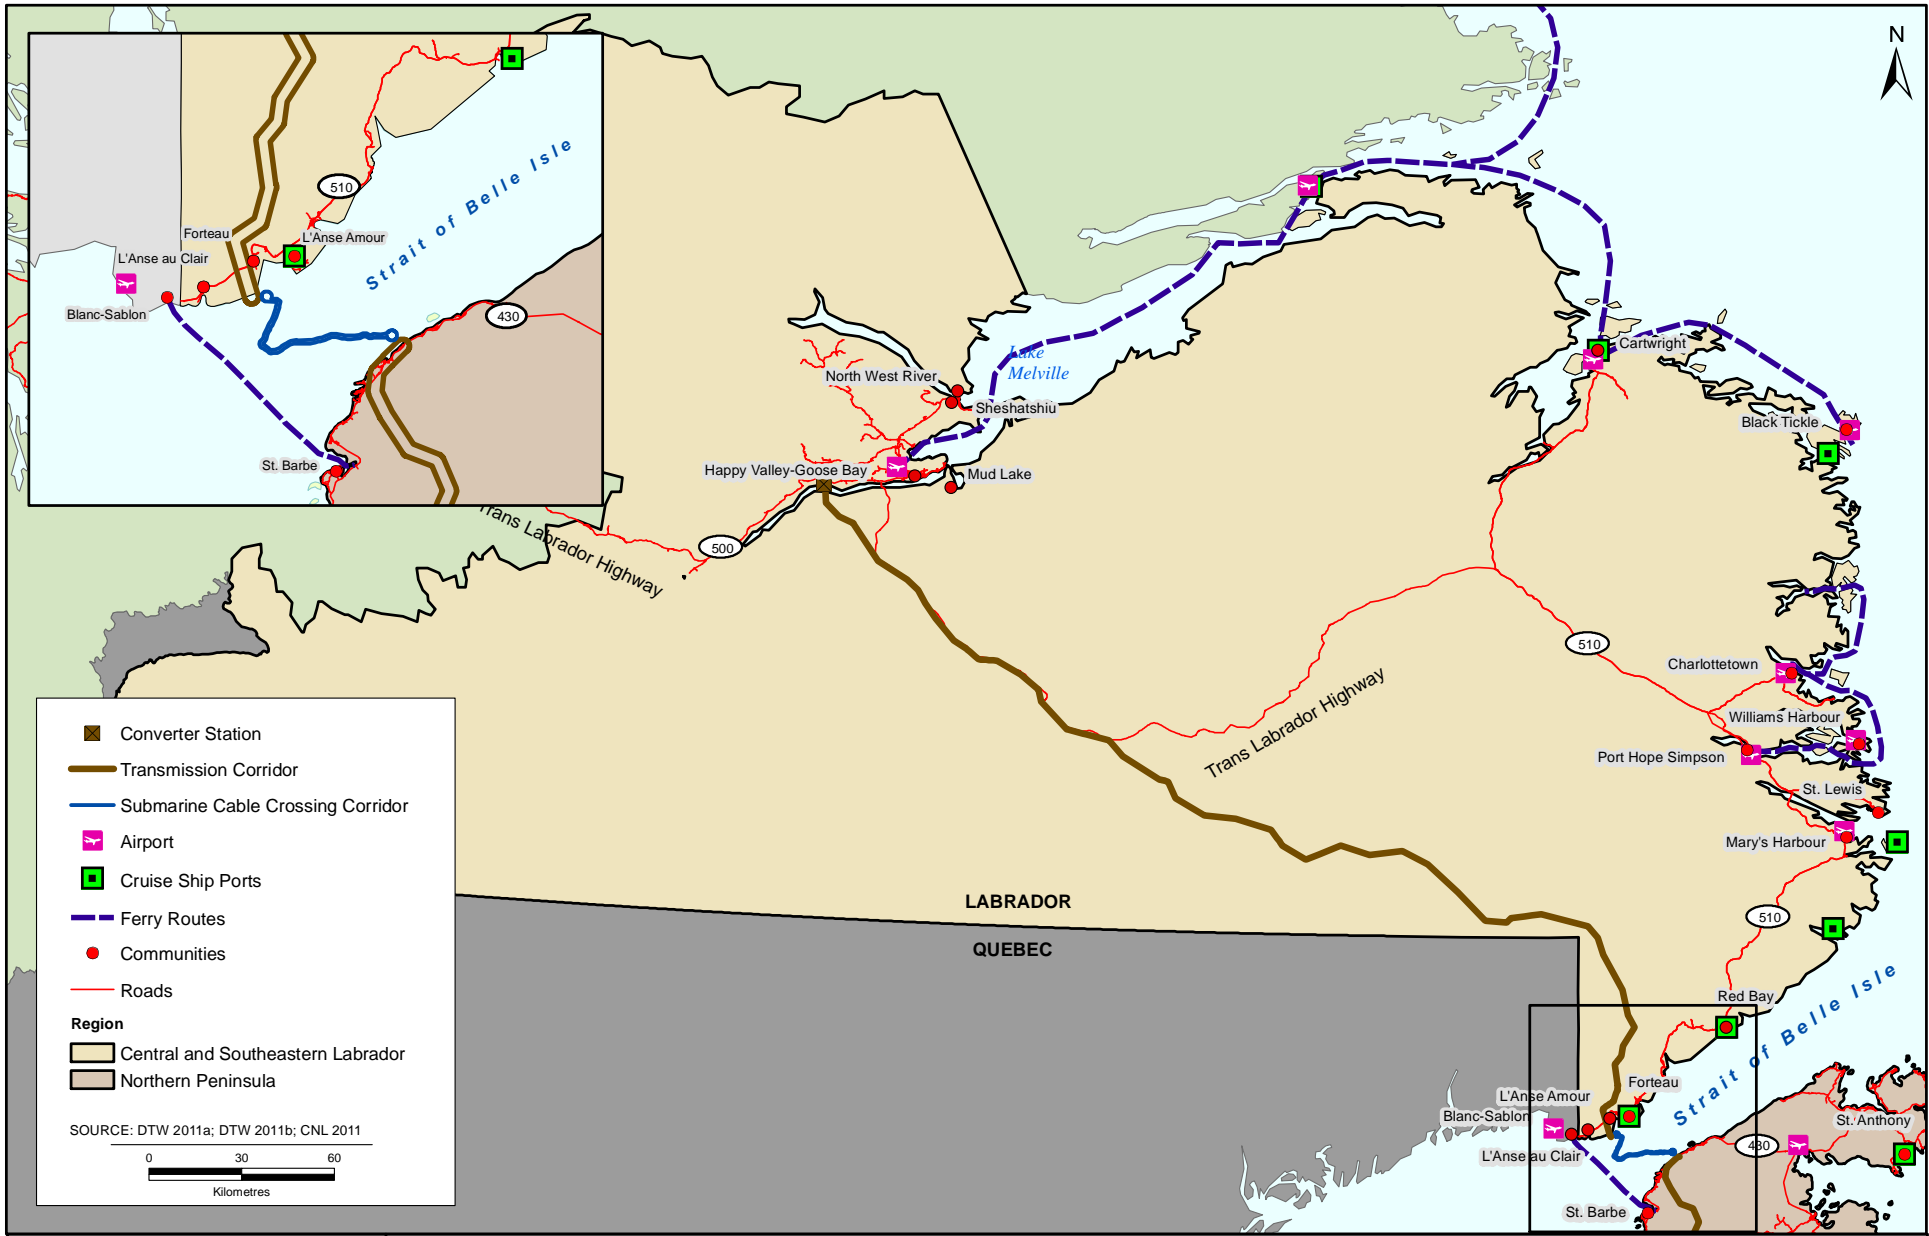 N
510
Strait of Belle Isle
Forteau
L'Anse Amour
L'Anse au Clair
Blanc-Sablon
430
St. Barbe
Lake
Melville
North West River
Sheshatshiu
Happy Valley-Goose Bay
Mud Lake
500
Trans Labrador Highway
Cartwright
Black Tickle
510
Charlottetown
Williams Harbour
Port Hope Simpson
Trans Labrador Highway
St. Lewis
Mary's Harbour
LABRADOR
QUEBEC
510
Red Bay
Strait of Belle Isle
Forteau
L'Anse Amour
Blanc-Sablon
L'Anse au Clair
430
St. Anthony
St. Barbe
Converter Station
Transmission Corridor
Submarine Cable Crossing Corridor
Airport
Cruise Ship Ports
Ferry Routes
Communities
Roads
Region
Central and Southeastern Labrador
Northern Peninsula
SOURCE: DTW 2011a; DTW 2011b; CNL 2011
0 30 60
Kilometres